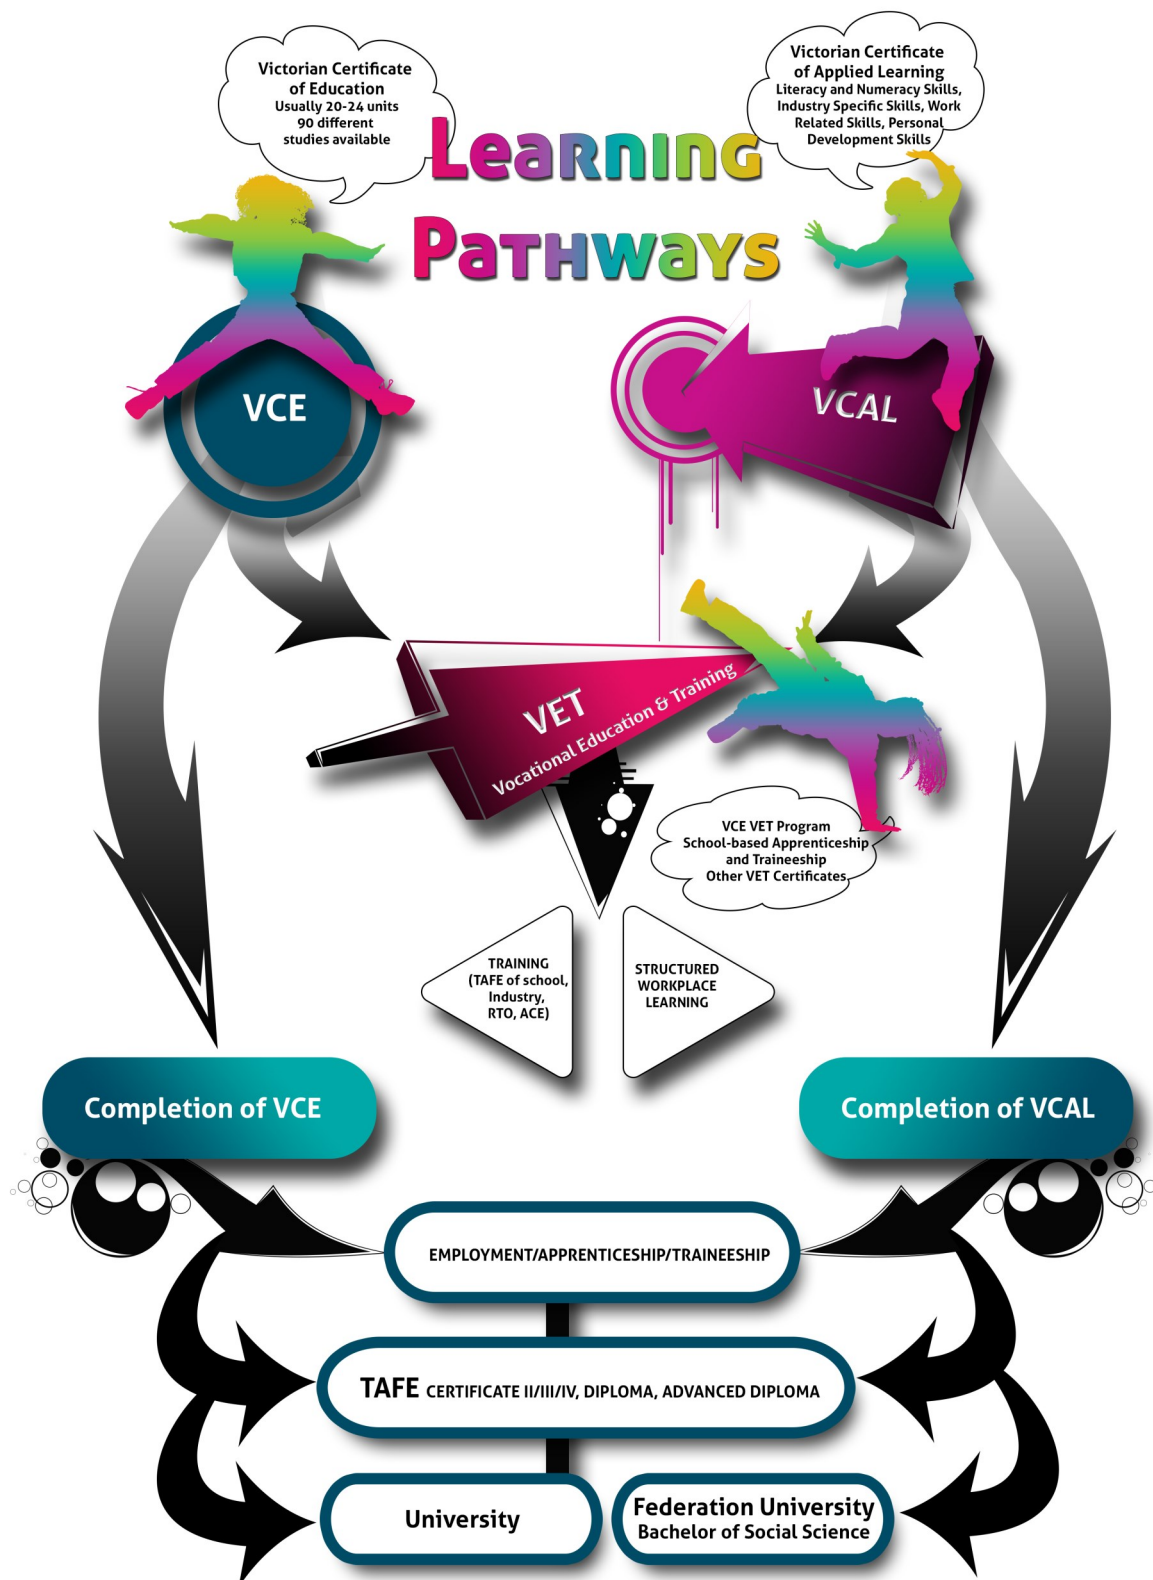 Victorian Certificate
of Education
Usually 20-24 units
90 different
studies available
Victorian Certificate
of Applied Learning
Literacy and Numeracy Skills,
Industry Specific Skills, Work
Related Skills, Personal
Development Skills
Learning
Pathways
VCE
VCAL
VET
Vocational Education & Training
VCE VET Program
School-based Apprenticeship
and Traineeship
Other VET Certificates
TRAINING
(TAFE of school,
Industry,
RTO, ACE)
STRUCTURED
WORKPLACE
LEARNING
Completion of VCE
Completion of VCAL
EMPLOYMENT/APPRENTICESHIP/TRAINEESHIP
TAFE CERTIFICATE II/III/IV, DIPLOMA, ADVANCED DIPLOMA
University
Federation University
Bachelor of Social Science